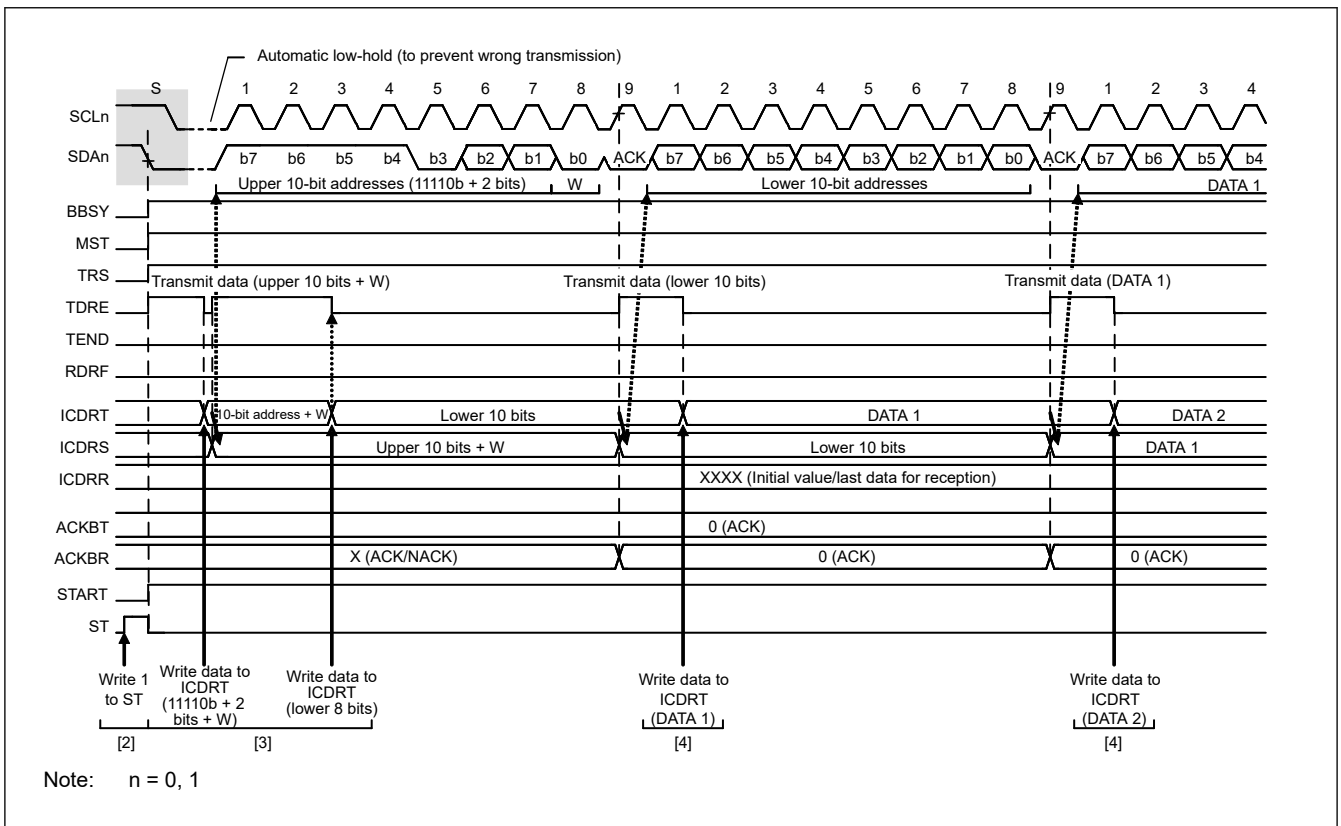 Automatic low-hold (to prevent wrong transmission)
S 1 2 3 4 5 6 7 8 9 1 2 3 4 5 6 7 8 9 1 2 3 4
SCLn
SDAn b7 b6 b5 b4 b3 b2 b1 b0 ACK b7 b6 b5 b4 b3 b2 b1 b0 ACK b7 b6 b5 b4
Upper 10-bit addresses (11110b + 2 bits) W Lower 10-bit addresses DATA 1
BBSY
MST
TRS
Transmit data (upper 10 bits + W) Transmit data (lower 10 bits) Transmit data (DATA 1)
TDRE
TEND
RDRF
ICDRT 10-bit address + W Lower 10 bits DATA 1 DATA 2
ICDRS Upper 10 bits + W Lower 10 bits DATA 1
ICDRR XXXX (Initial value/last data for reception)
ACKBT 0 (ACK)
ACKBR X (ACK/NACK) 0 (ACK) 0 (ACK)
START
ST
Write 1
to ST
Write data to
ICDRT
(11110b + 2
bits + W)
Write data to
ICDRT
(lower 8 bits)
Write data to
ICDRT
(DATA 1)
Write data to
ICDRT
(DATA 2)
[2] [3] [4] [4]
Note: n = 0, 1